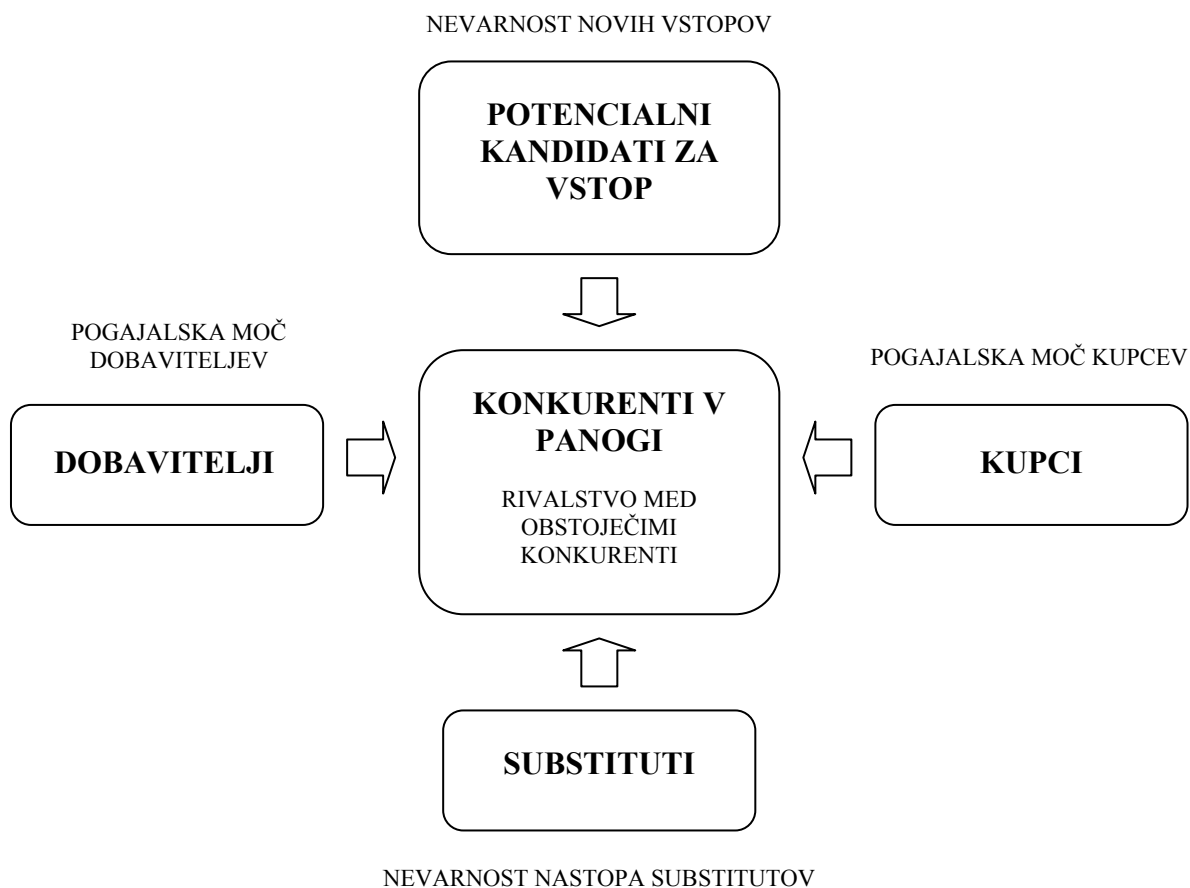 NEVARNOST NOVIH VSTOPOV
POTENCIALNI
KANDIDATI ZA
VSTOP
POGAJALSKA MOČ
DOBAVITELJEV
DOBAVITELJI
KONKURENTI V
PANOGI
RIVALSTVO MED
OBSTOJEČIMI
KONKURENTI
POGAJALSKA MOČ KUPCEV
KUPCI
SUBSTITUTI
NEVARNOST NASTOPA SUBSTITUTOV